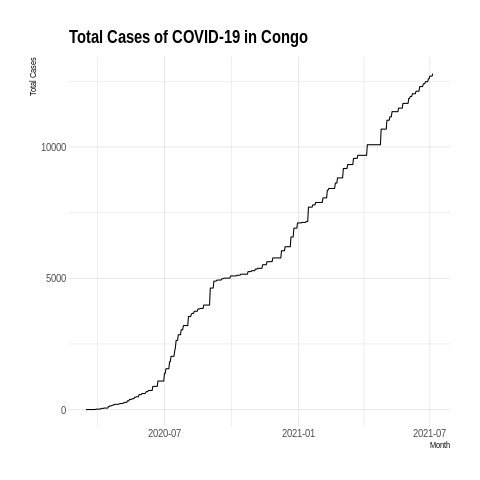 Total Cases of COVID-19 in Congo
Total Cases
10000
5000
0
2020-07
2021-01
2021-07
Month